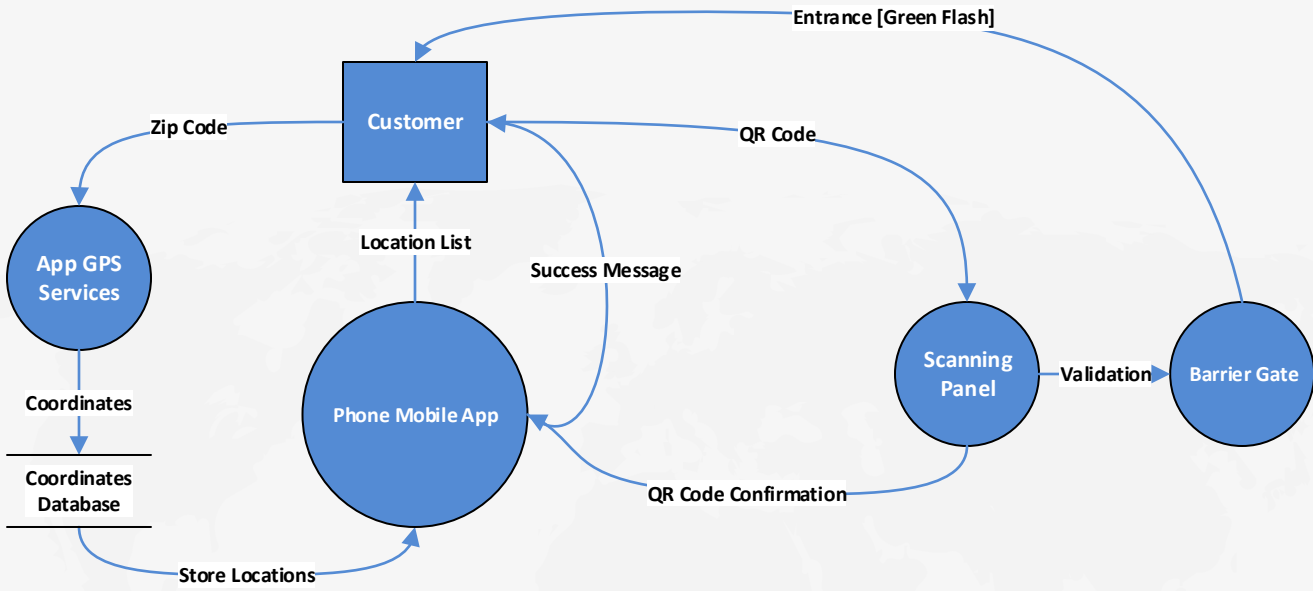 Entrance [Green Flash]
Customer
Zip Code
QR Code
App GPS
Services
Location List
Success Message
Scanning
Panel
Validation
Barrier Gate
Coordinates
Phone Mobile App
Coordinates
Database
QR Code Confirmation
Store Locations